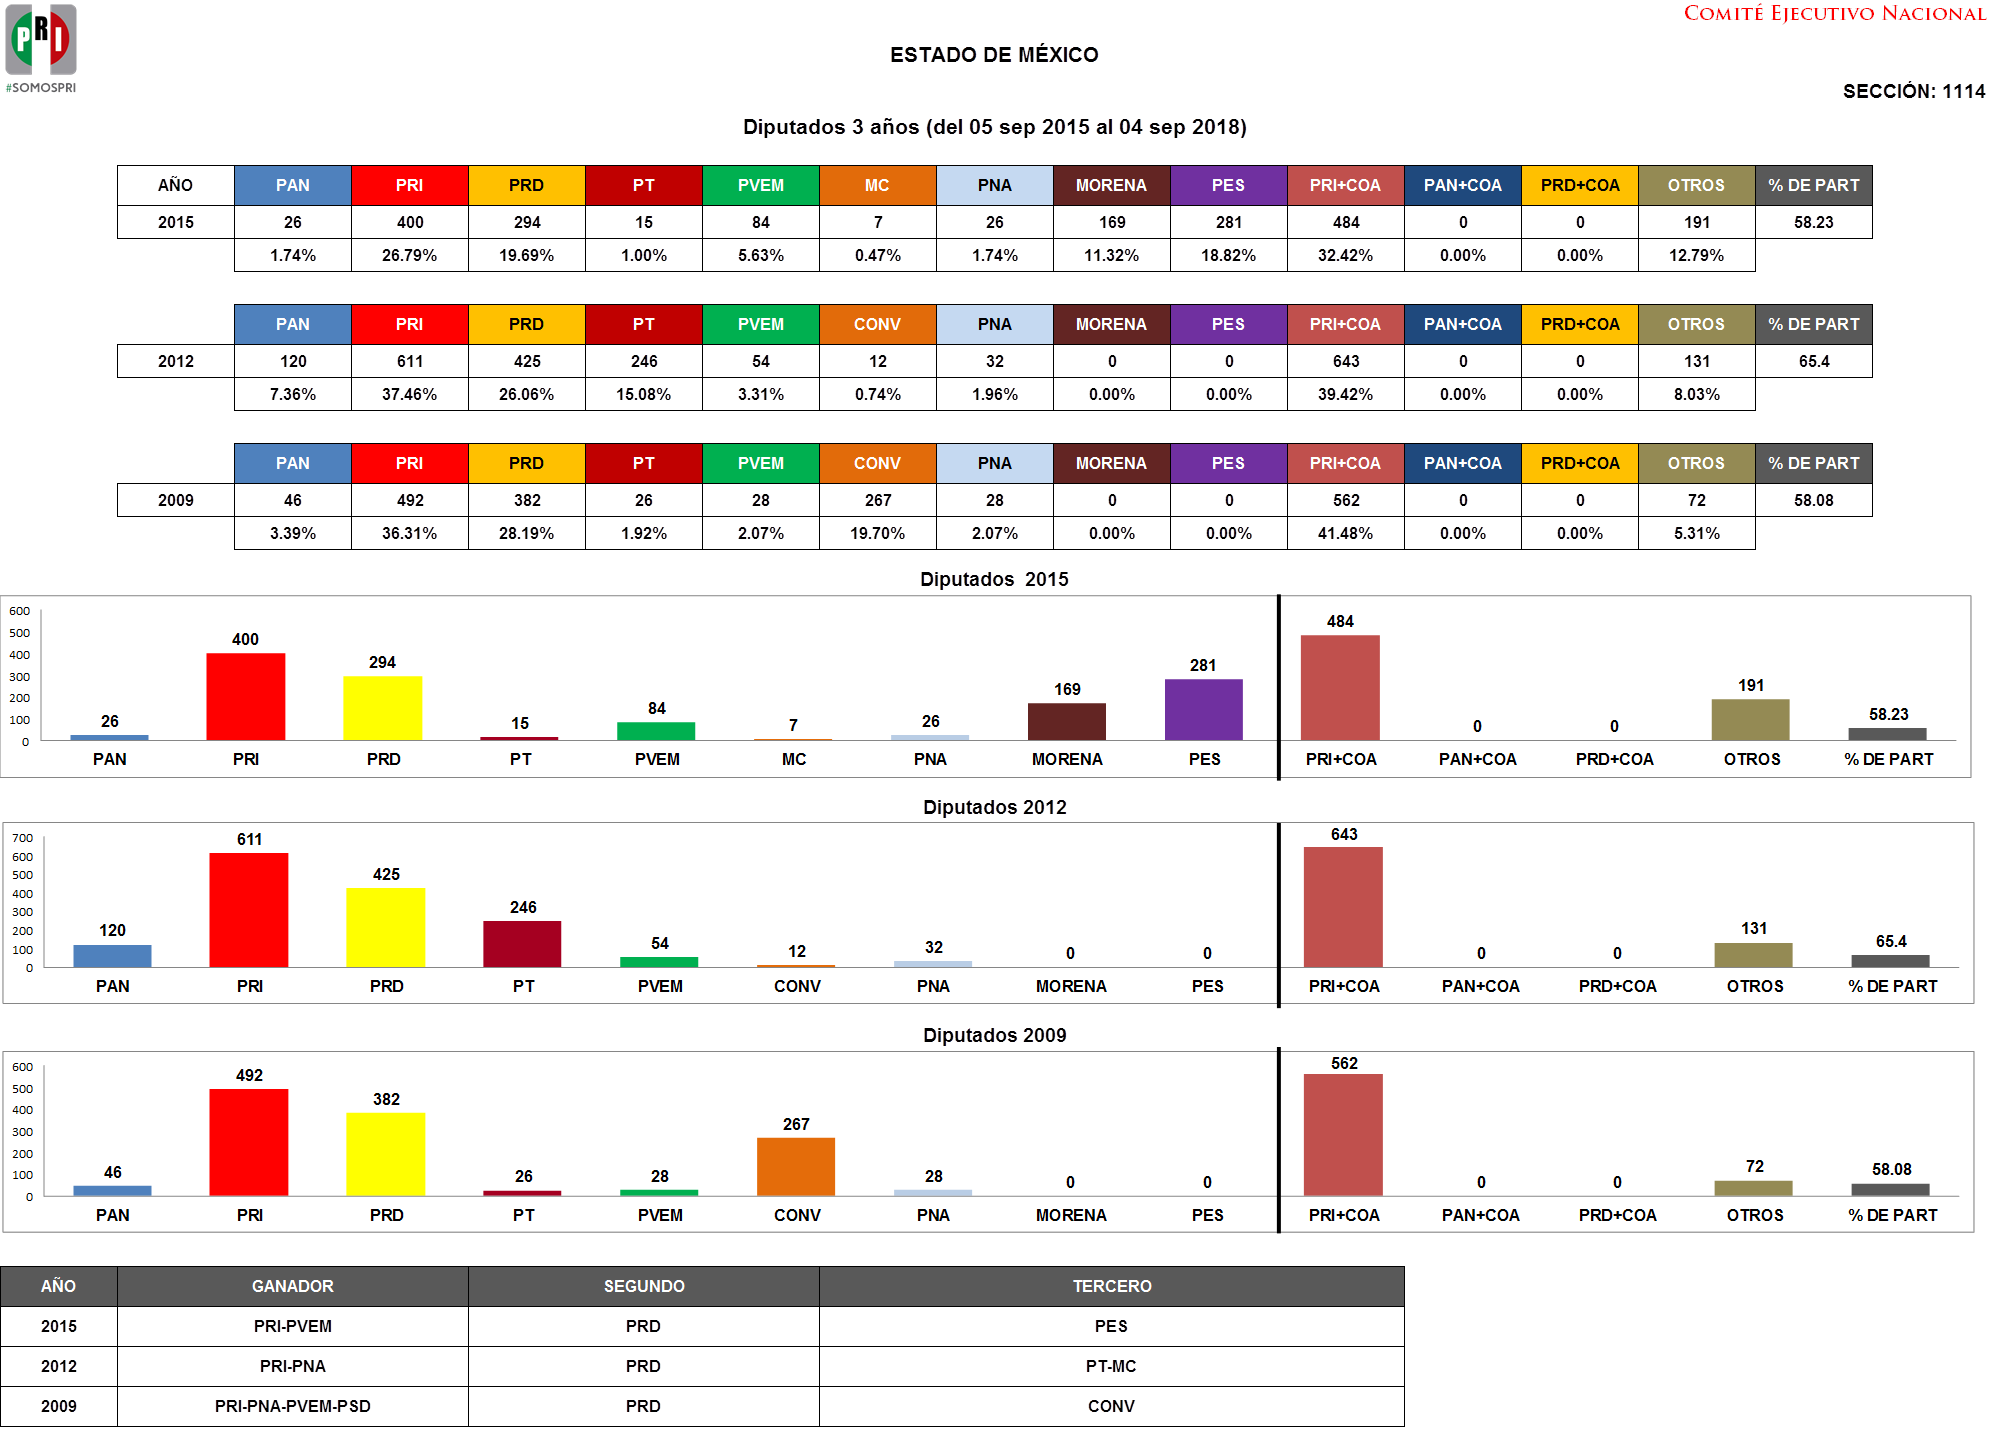 PRI
#SOMOSPRI
COMITÉ EJECUTIVO NACIONAL
ESTADO DE MÉXICO
SECCIÓN: 1114
Diputados 3 años (del 05 sep 2015 al 04 sep 2018)
AÑO PAN PRI PRD PT PVEM MC PNA MORENA PES PRI+COA PAN+COA PRD+COA OTROS % DE PART
2015 26 400 294 15 84 7 26 169 281 484 0 0 191 58.23
1.74% 26.79% 19.69% 1.00% 5.63% 0.47% 1.74% 11.32% 18.82% 32.42% 0.00% 0.00% 12.79%
PAN PRI PRD PT PVEM CONV PNA MORENA PES PRI+COA PAN+COA PRD+COA OTROS % DE PART
2012 120 611 425 246 54 12 32 0 0 643 0 0 131 65.4
7.36% 37.46% 26.06% 15.08% 3.31% 0.74% 1.96% 0.00% 0.00% 39.42% 0.00% 0.00% 8.03%
PAN PRI PRD PT PVEM CONV PNA MORENA PES PRI+COA PAN+COA PRD+COA OTROS % DE PART
2009 46 492 382 26 28 267 28 0 0 562 0 0 72 58.08
3.39% 36.31% 28.19% 1.92% 2.07% 19.70% 2.07% 0.00% 0.00% 41.48% 0.00% 0.00% 5.31%
Diputados 2015
600
500
400
300
200
100
0
26 400 294 15 84 7 26 169 281 484 0 0 191 58.23
PAN PRI PRD PT PVEM MC PNA MORENA PES PRI+COA PAN+COA PRD+COA OTROS % DE PART
Diputados 2012
700
600
500
400
300
200
100
0
120 611 425 246 54 12 32 0 0 643 0 0 131 65.4
PAN PRI PRD PT PVEM CONV PNA MORENA PES PRI+COA PAN+COA PRD+COA OTROS % DE PART
Diputados 2009
600
500
400
300
200
100
0
46 492 382 26 28 267 28 0 0 562 0 0 72 58.08
PAN PRI PRD PT PVEM CONV PNA MORENA PES PRI+COA PAN+COA PRD+COA OTROS % DE PART
AÑO GANADOR SEGUNDO TERCERO
2015 PRI-PVEM PRD PES
2012 PRI-PNA PRD PT-MC
2009 PRI-PNA-PVEM-PSD PRD CONV